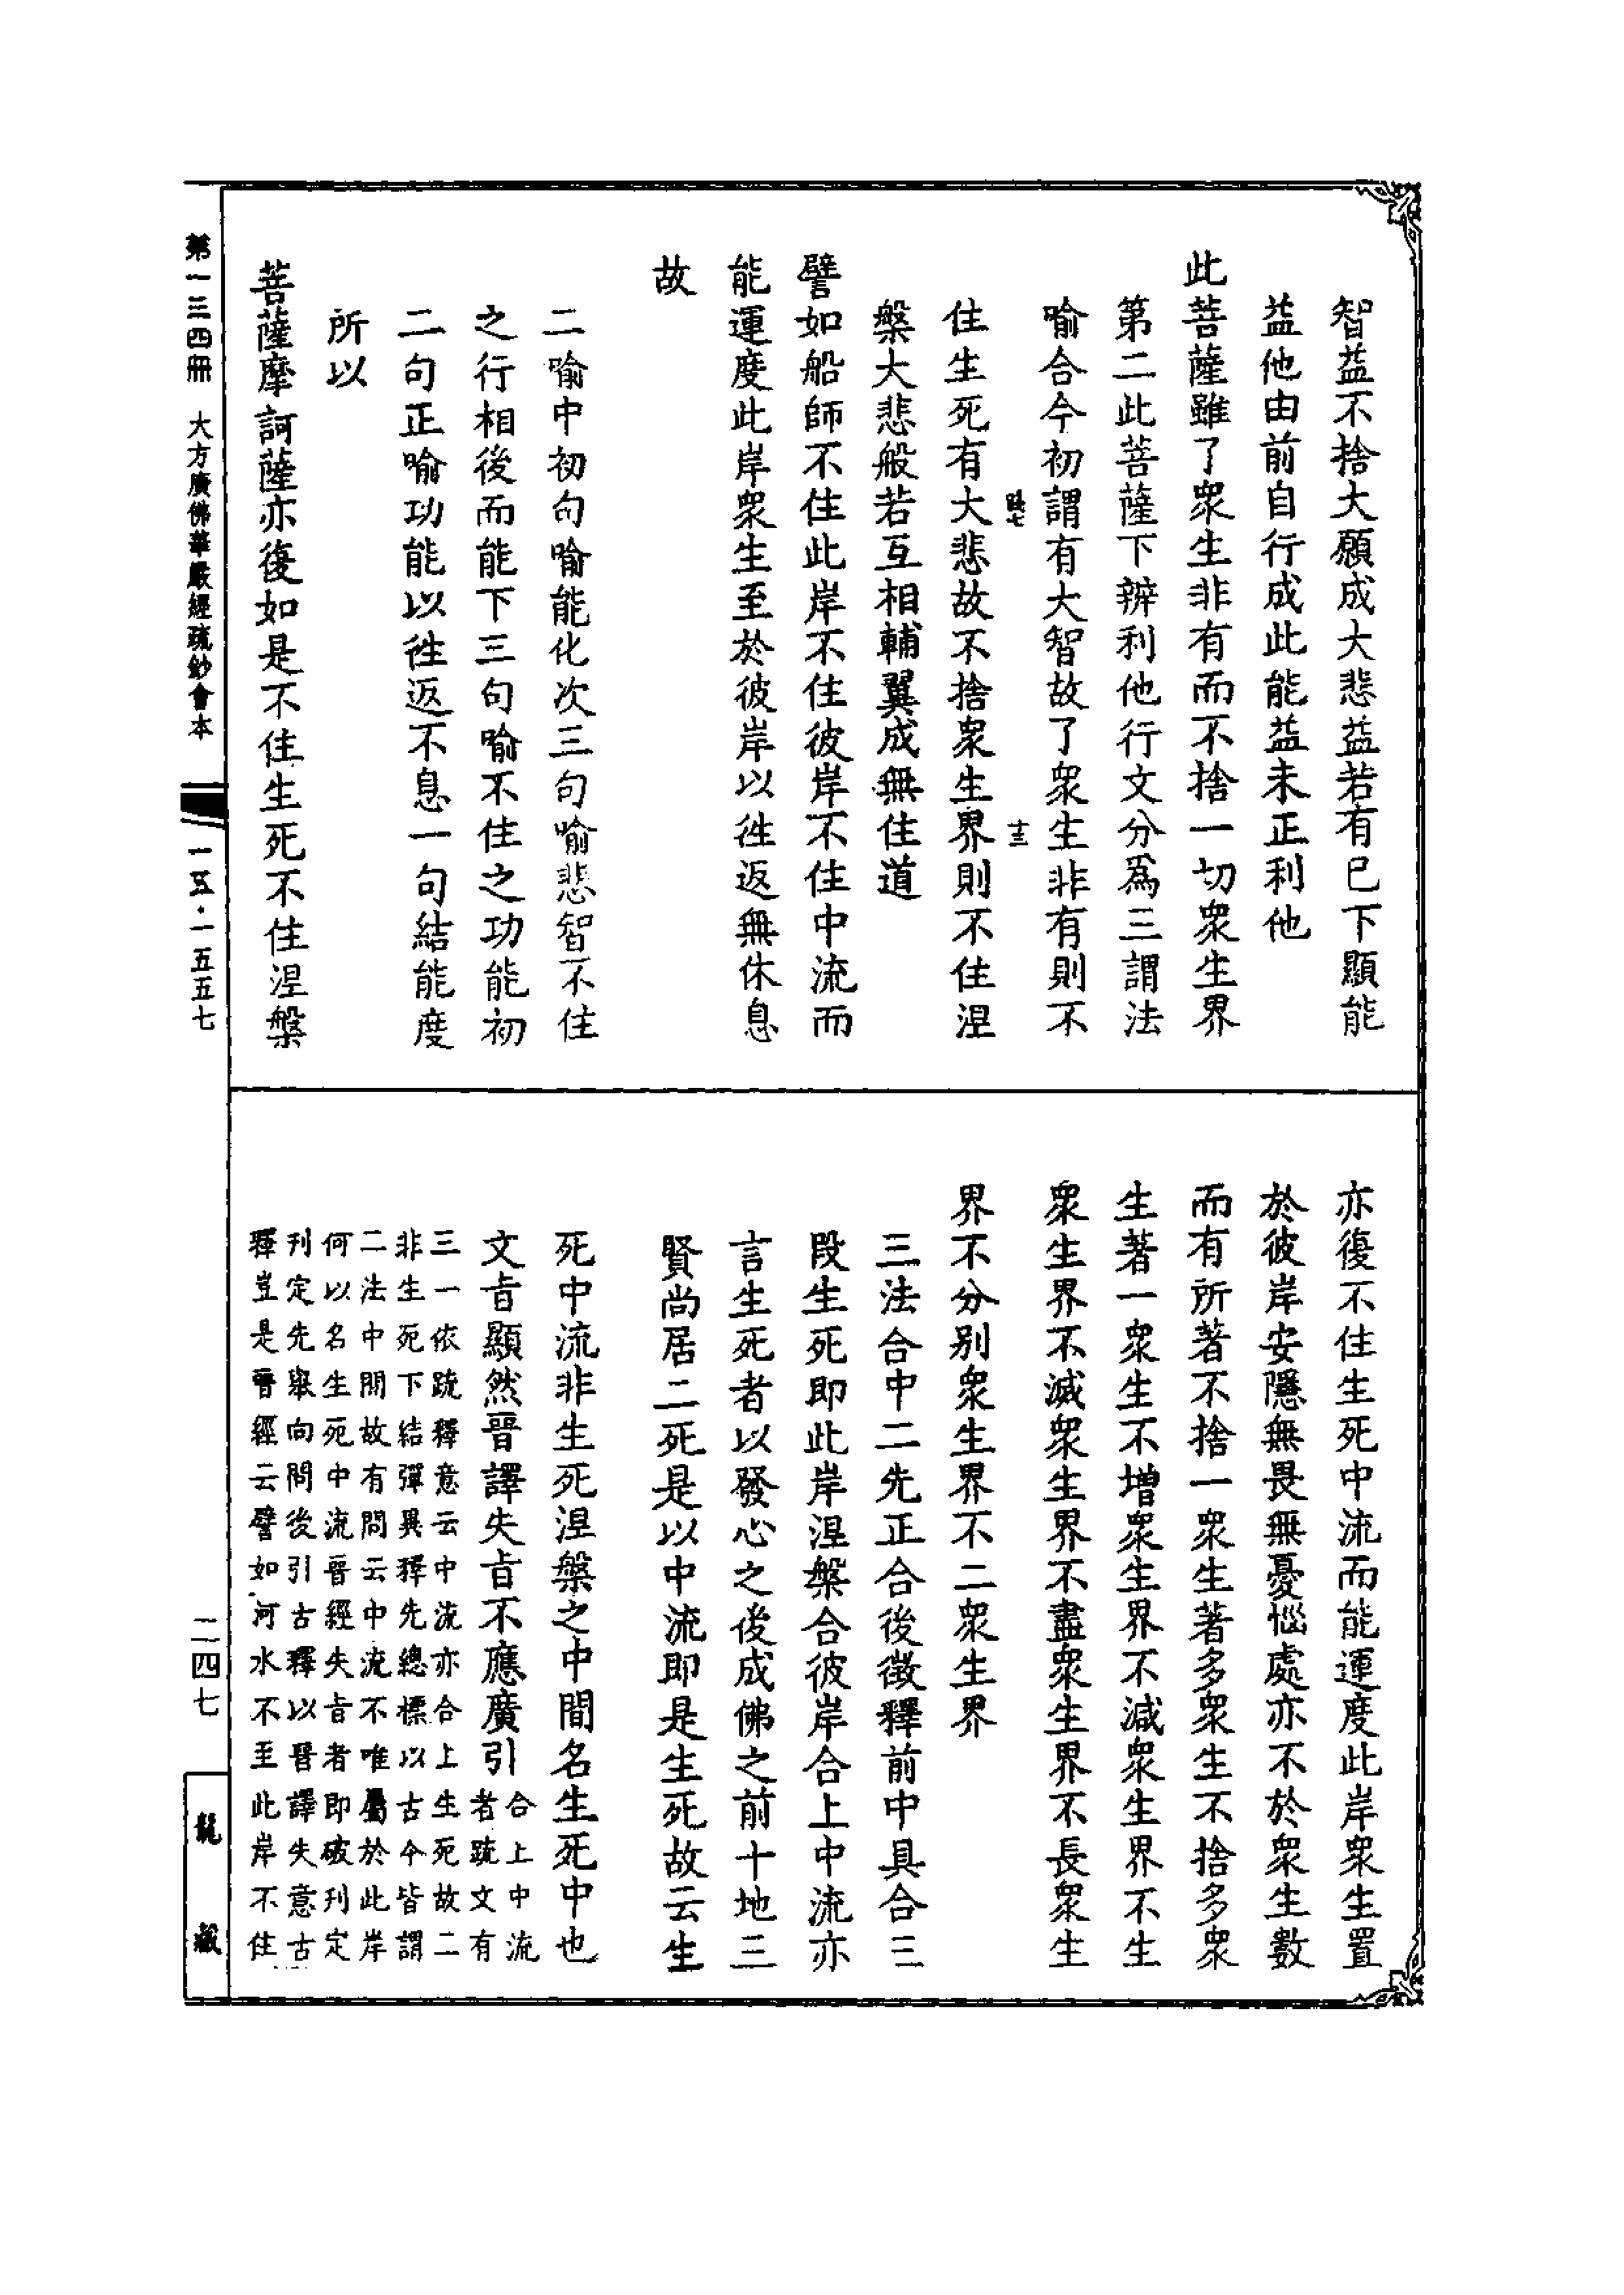 智益不捨大願成大悲益若有巳下顯能
益他由前自行成此能益未正利他
此菩薩雖了衆生非有而不捨一切衆生界
第二此菩薩下辨利他行文分爲三謂法
喻合今初謂有大智故了衆生非有則不
十三
住生死有大悲故不捨衆生界則不住涅
槃大悲般若互相輔翼成無住道
譬如船師不住此岸不住彼岸不住中流而
能運度此岸衆生至於彼岸以徃返無休息
故
二喻中初句喻能化次三句喻悲智不住
之行相後而能下三句喻不住之功能初
二句正喻功能以徃返不息一句結能度
所以
菩薩摩訶薩亦復如是不住生死不住涅槃
亦復不住生死中流而能運度此岸衆生置
於彼岸安隱無畏無憂惱處亦不於衆生數
而有所著不捨一衆生著多衆生不捨多衆
生著一衆生不增衆生界不減衆生界不生
衆生界不滅衆生界不盡衆生界不長衆生
界不分别衆生界不二衆生界
三法合中二先正合後徵釋前中具合三
段生死即此岸涅槃合彼岸合上中流亦
言生死者以發心之後成佛之前十地三
賢尚居二死是以中流即是生死故云生
死中流非生死涅槃之中間名生死中也
文㫖顯然晉譯失㫖不應廣引
合上中流
者疏文有
三一依疏釋意云中流亦合上生死故二
非生死下結彈異釋先總標以古今皆謂
二法中間故有問云中流不唯屬於此岸
何以名生死中流晉經失㫖者即破刊定
刊定先舉向問後引古釋以晉譯失意古
釋豈是晉經云譬如河水不至此岸不住
第一三四冊 大方廣佛華嚴經疏鈔會本
一五·一五五七
二四七
龍藏